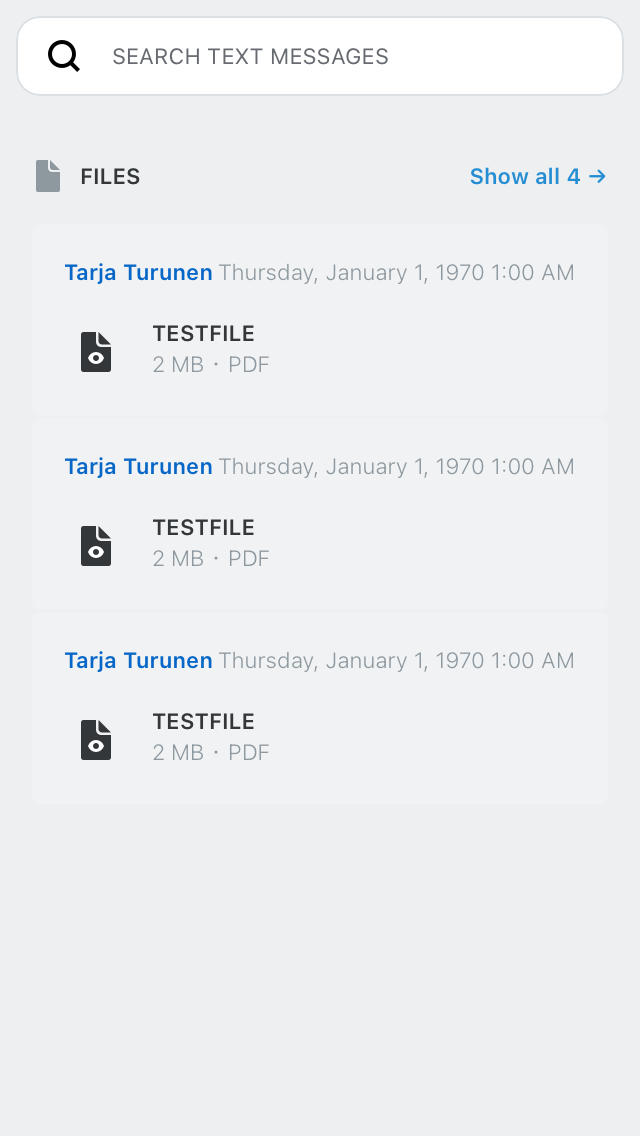 SEARCH TEXT MESSAGES
FILES
Show all 4 →
Tarja Turunen Thursday, January 1, 1970 1:00 AM
TESTFILE
2 MB · PDF
Tarja Turunen Thursday, January 1, 1970 1:00 AM
TESTFILE
2 MB · PDF
Tarja Turunen Thursday, January 1, 1970 1:00 AM
TESTFILE
2 MB · PDF